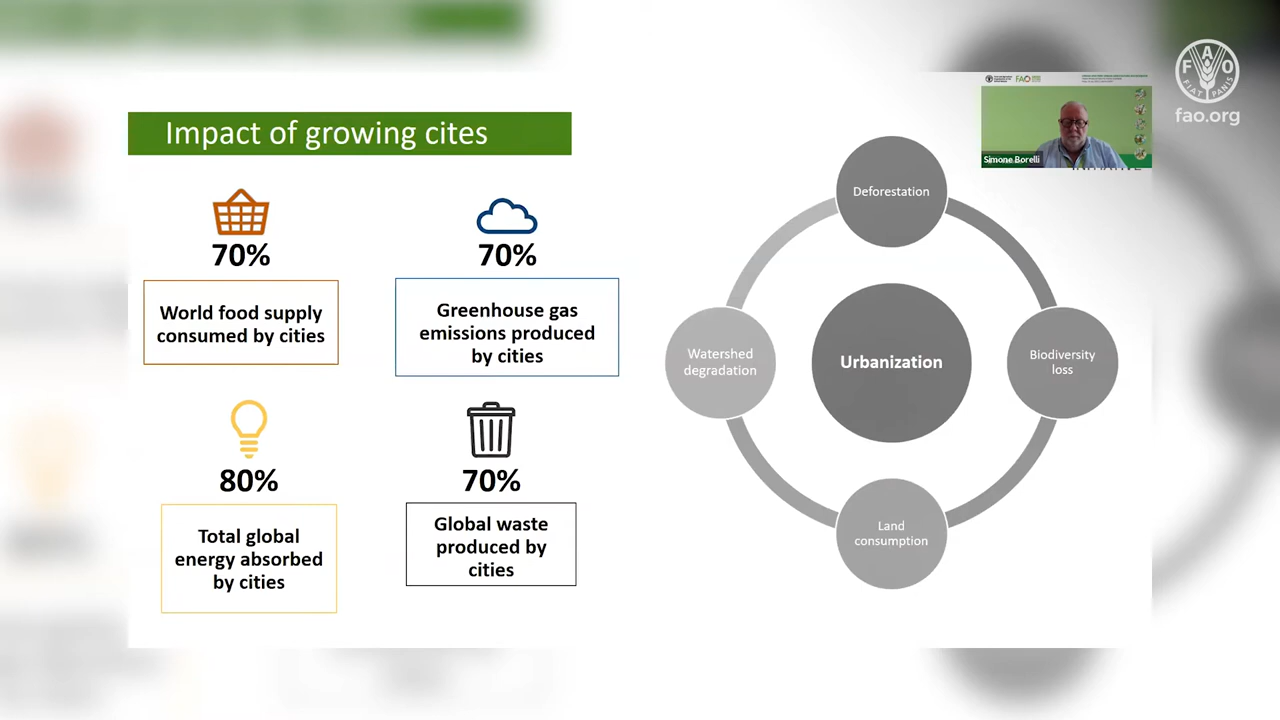 Impact of growing cites
70%
World food supply
consumed by cities
70%
Greenhouse gas
emissions produced
by cities
80%
Total global
energy absorbed
by cities
70%
Global waste
produced by
cities
Deforestation
Watershed
degradation
Urbanization
Biodiversity
loss
Land
consumption
FAO
Simone Borelli
F A O
FIAT PANIS
fao.org